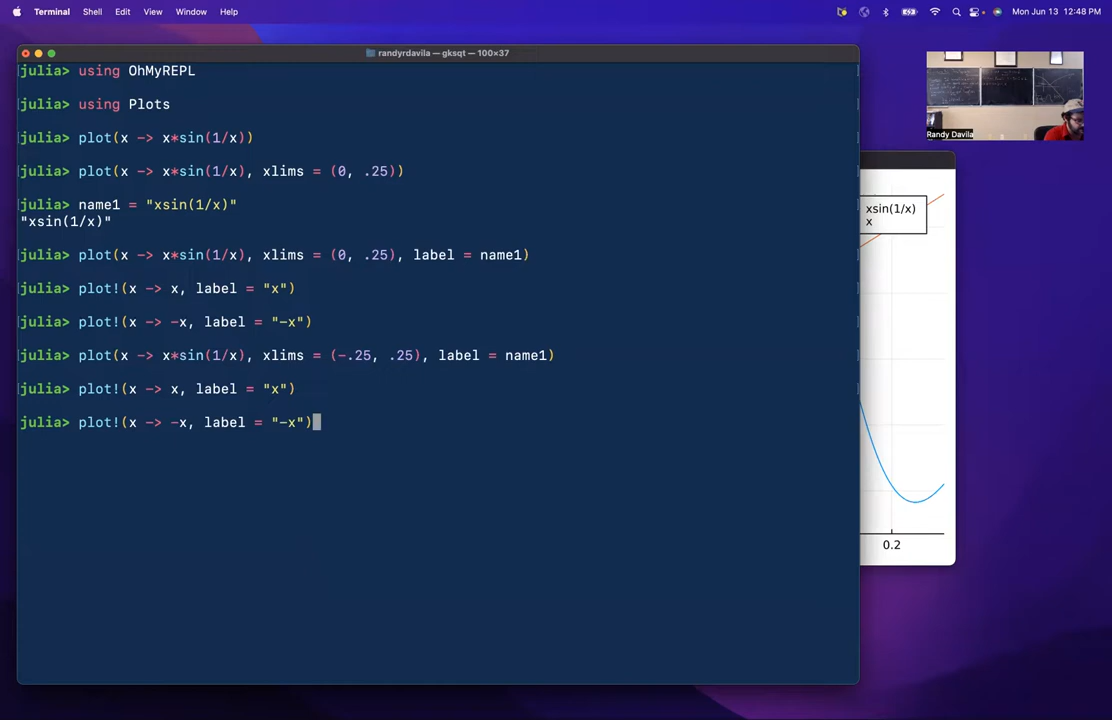 Terminal Shell Edit View Window Help
Mon Jun 13 12:48 PM
randyrdavila — gksqt — 100×37
julia> using OhMyREPL
julia> using Plots
julia> plot(x -> x*sin(1/x))
julia> plot(x -> x*sin(1/x), xlims = (0, .25))
julia> name1 = "xsin(1/x)"
"xsin(1/x)"
julia> plot(x -> x*sin(1/x), xlims = (0, .25), label = name1)
julia> plot!(x -> x, label = "x")
julia> plot!(x -> -x, label = "-x")
julia> plot(x -> x*sin(1/x), xlims = (-.25, .25), label = name1)
julia> plot!(x -> x, label = "x")
julia> plot!(x -> -x, label = "-x")
Randy Davila
xsin(1/x)
x
0.2